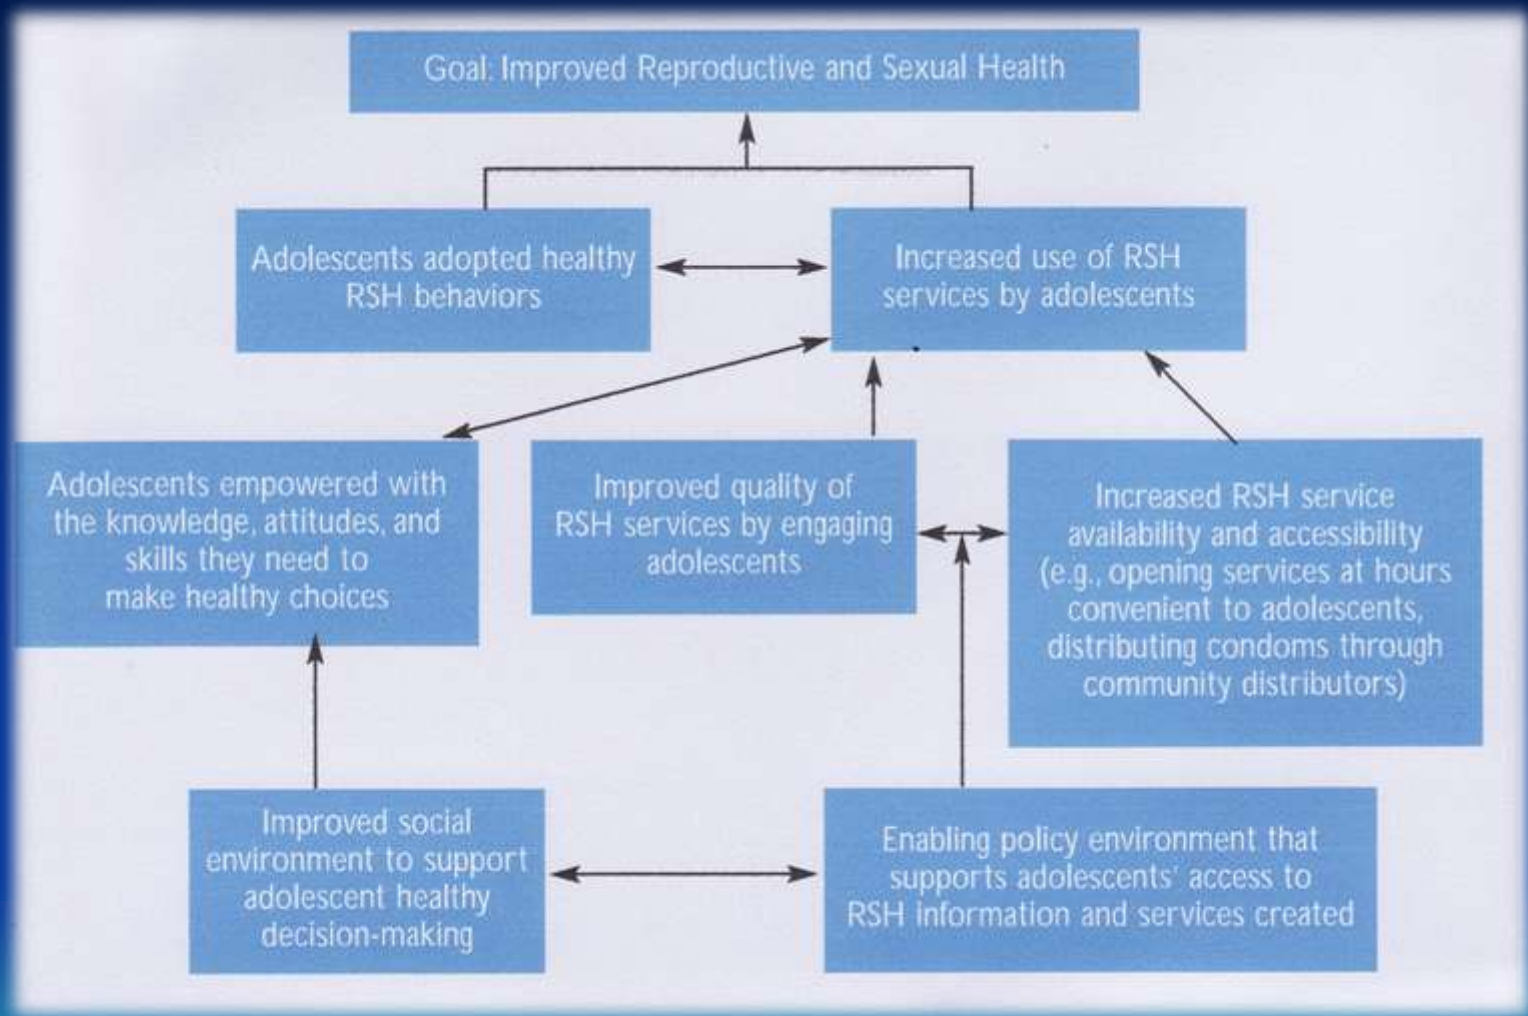 Goal: Improved Reproductive and Sexual Health
Adolescents adopted healthy
RSH behaviors
Increased use of RSH
services by adolescents
Adolescents empowered with
the knowledge, attitudes, and
skills they need to
make healthy choices
Improved quality of
RSH services by engaging
adolescents
Increased RSH service
availability and accessibility
(e.g., opening services at hours
convenient to adolescents,
distributing condoms through
community distributors)
Improved social
environment to support
adolescent healthy
decision-making
Enabling policy environment that
supports adolescents' access to
RSH information and services created